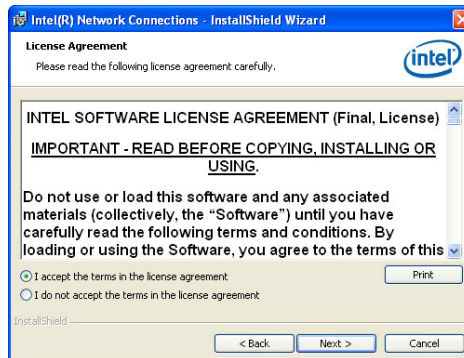 Intel(R) Network Connections - InstallShield Wizard
License Agreement
Please read the following license agreement carefully.
intel
INTEL SOFTWARE LICENSE AGREEMENT (Final, License)
IMPORTANT - READ BEFORE COPYING, INSTALLING OR
USING.
Do not use or load this software and any associated
materials (collectively, the “Software”) until you have
carefully read the following terms and conditions. By
loading or using the Software, you agree to the terms of this
I accept the terms in the license agreement
Print
I do not accept the terms in the license agreement
InstallShield
< Back
Next >
Cancel